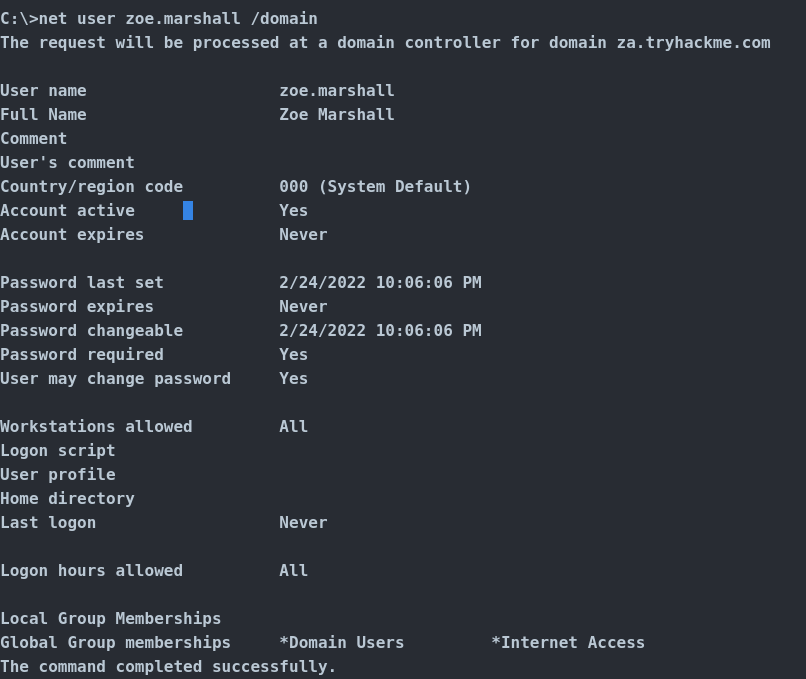 C:\>net user zoe.marshall /domain
The request will be processed at a domain controller for domain za.tryhackme.com

User name                    zoe.marshall
Full Name                    Zoe Marshall
Comment
User's comment
Country/region code          000 (System Default)
Account active               Yes
Account expires              Never

Password last set            2/24/2022 10:06:06 PM
Password expires             Never
Password changeable          2/24/2022 10:06:06 PM
Password required            Yes
User may change password     Yes

Workstations allowed         All
Logon script
User profile
Home directory
Last logon                   Never

Logon hours allowed          All

Local Group Memberships
Global Group memberships     *Domain Users         *Internet Access
The command completed successfully.